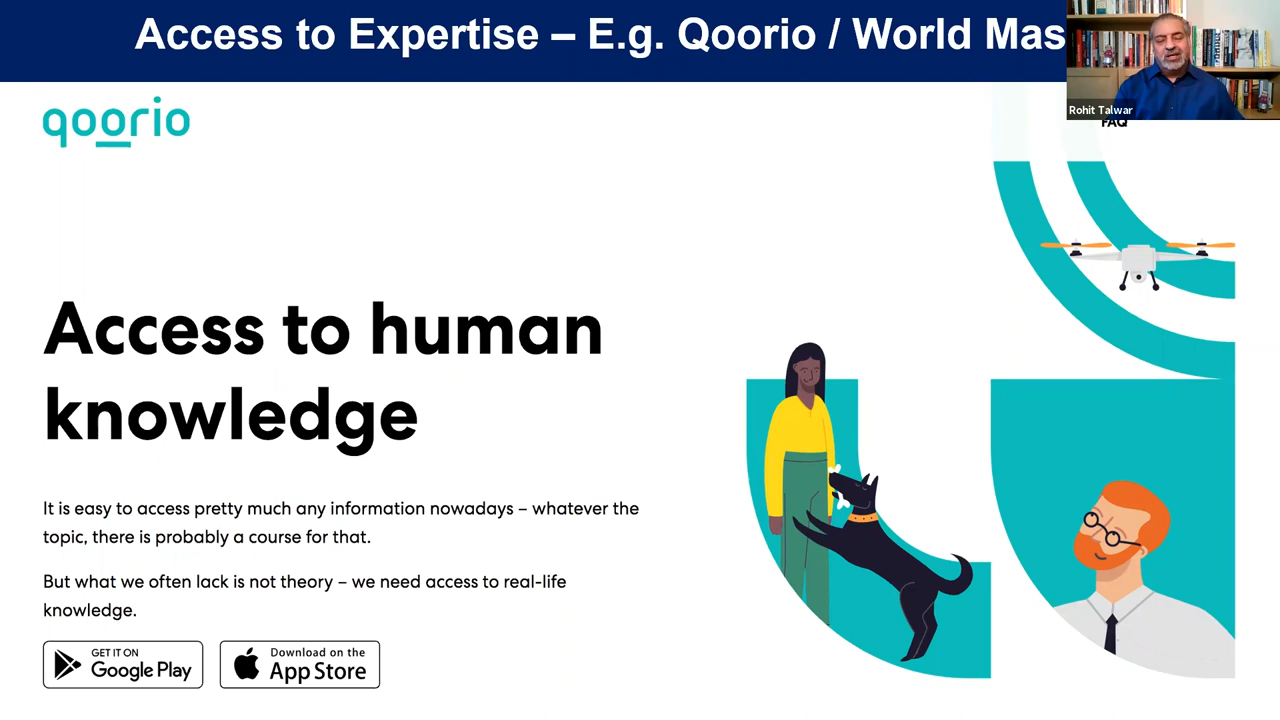 Access to Expertise – E.g. Qoorio / World Mas
Rohit Talwar
FAQ
qoorio
Access to human
knowledge
It is easy to access pretty much any information nowadays – whatever the
topic, there is probably a course for that.
But what we often lack is not theory – we need access to real-life
knowledge.
GET IT ON
Google Play
Download on the
App Store